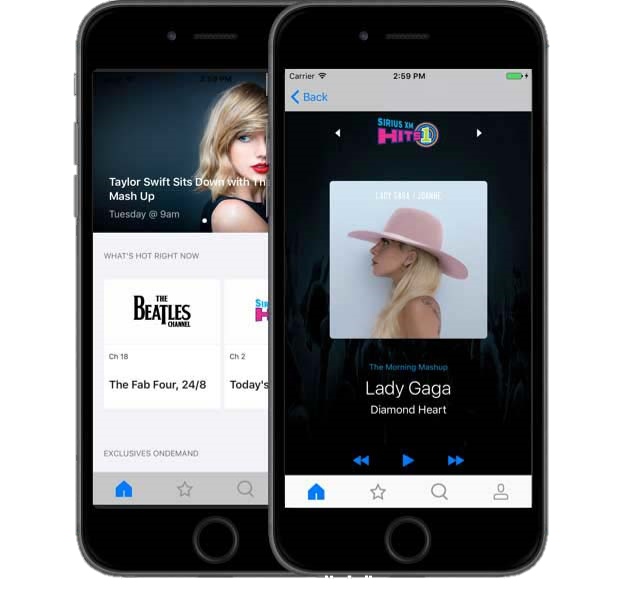 2:59 PM
Taylor Swift Sits Down with Th
Mash Up
Tuesday @ 9am
WHAT'S HOT RIGHT NOW
THE
BEATLES
CHANNEL
Ch 18
The Fab Four, 24/8
Ch 2
Today's
EXCLUSIVES ONDEMAND
Carrier
2:59 PM
Back
SIRIUS XM
HITS 1
LADY GAGA / JOANNE
The Morning Mashup
Lady Gaga
Diamond Heart